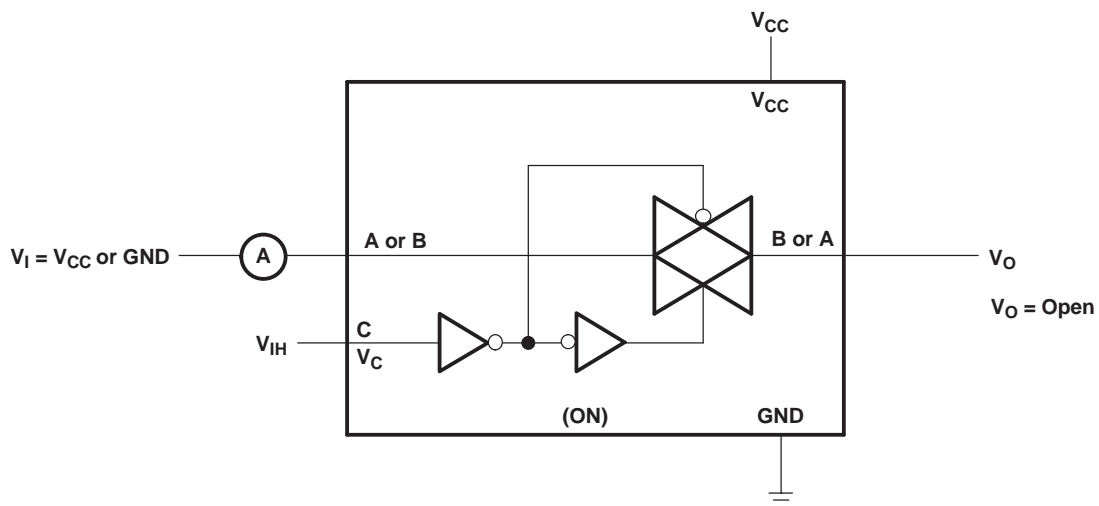 VCC
VCC
A or B
B or A
VI = VCC or GND
A
VO
VO = Open
C
VIH
VC
(ON)
GND